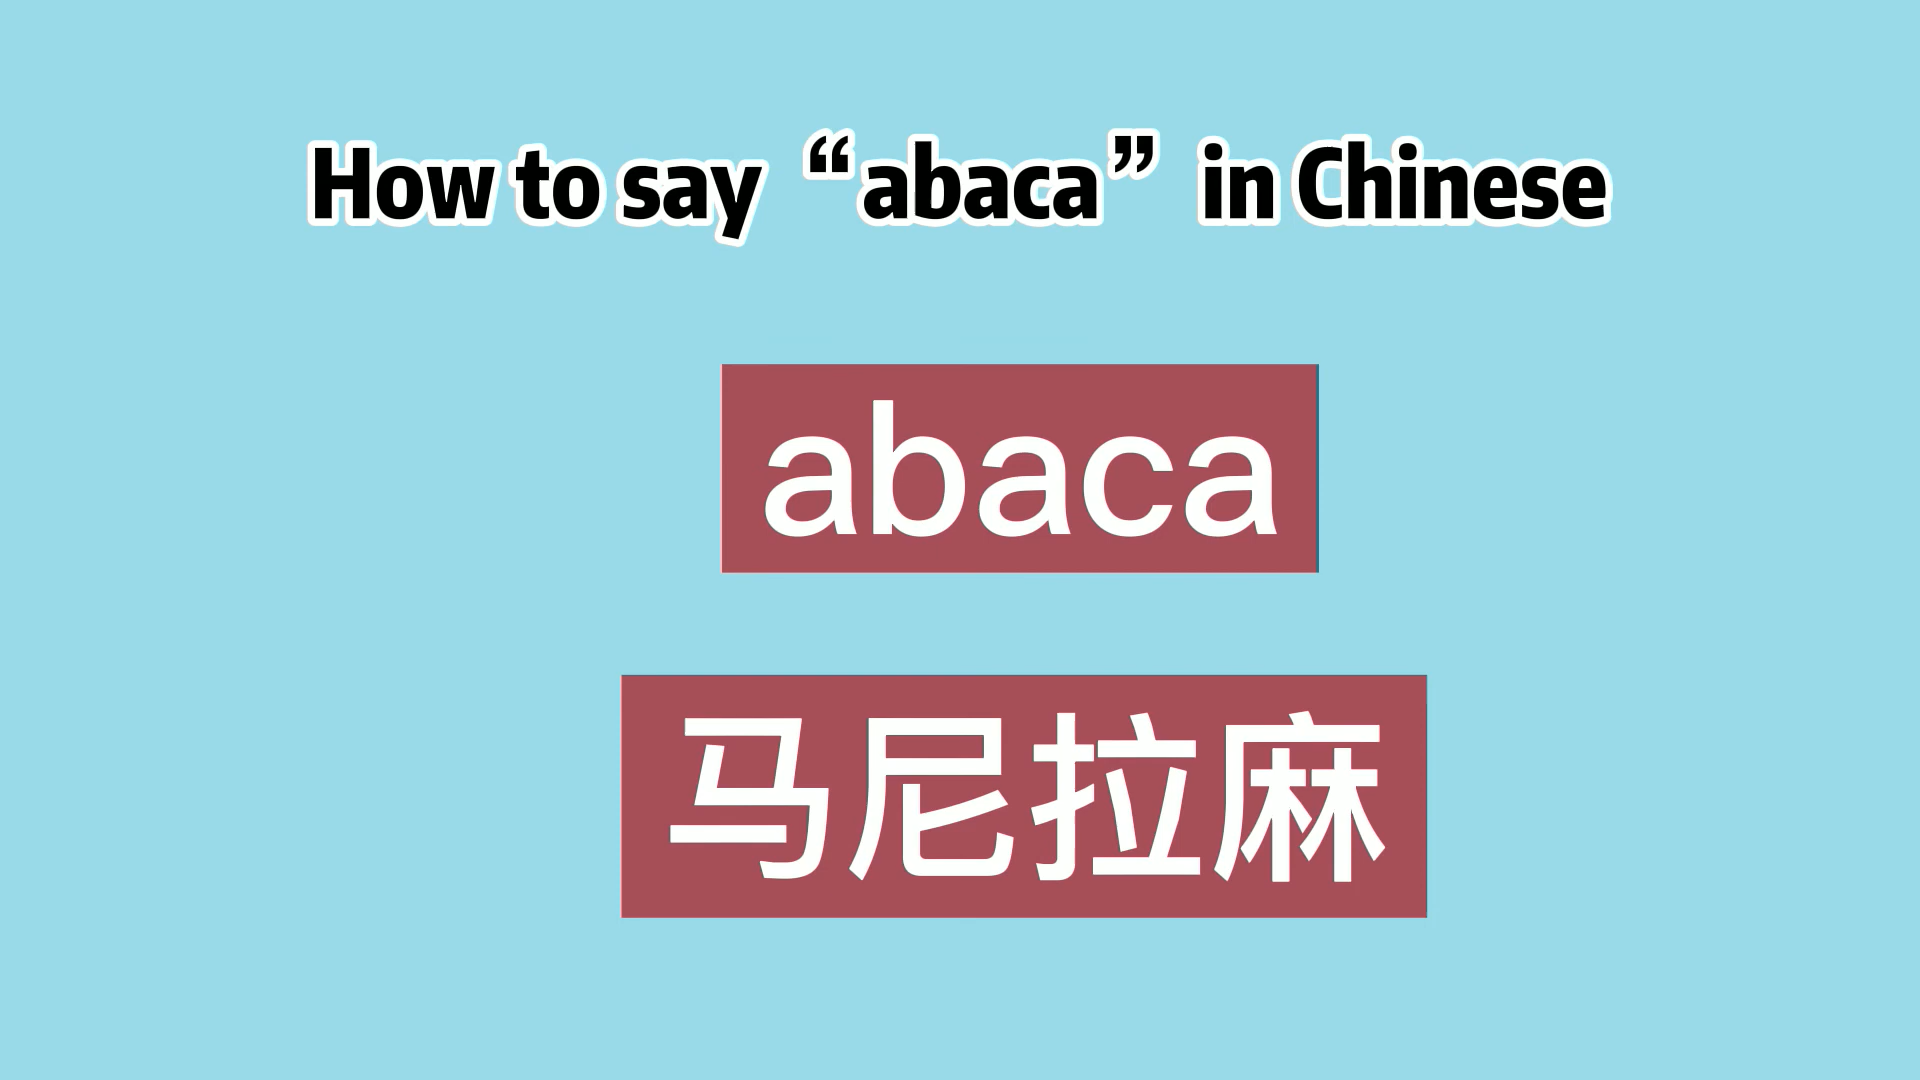 How to say “abaca” in Chinese
abaca
马尼拉麻